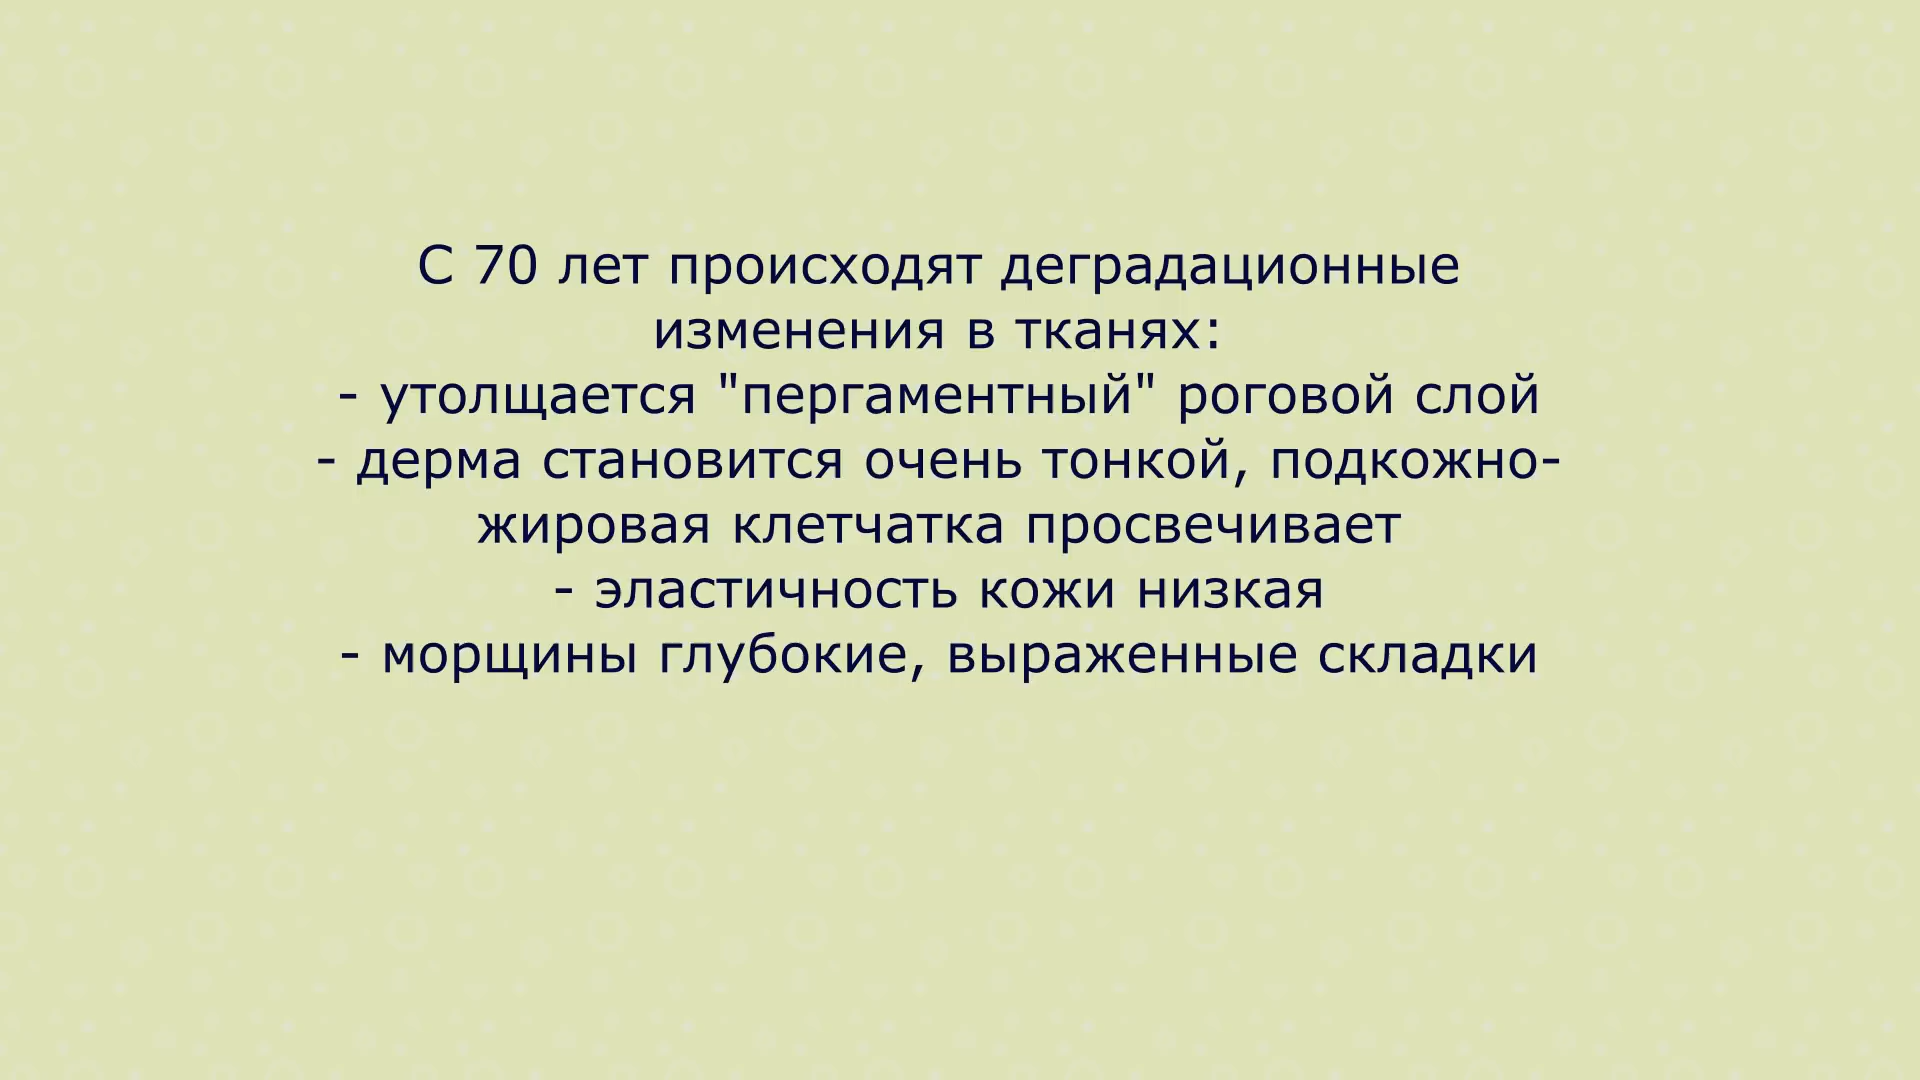 С 70 лет происходят деградационные
изменения в тканях:
- утолщается "пергаментный" роговой слой
- дерма становится очень тонкой, подкожно-
жировая клетчатка просвечивает
- эластичность кожи низкая
- морщины глубокие, выраженные складки